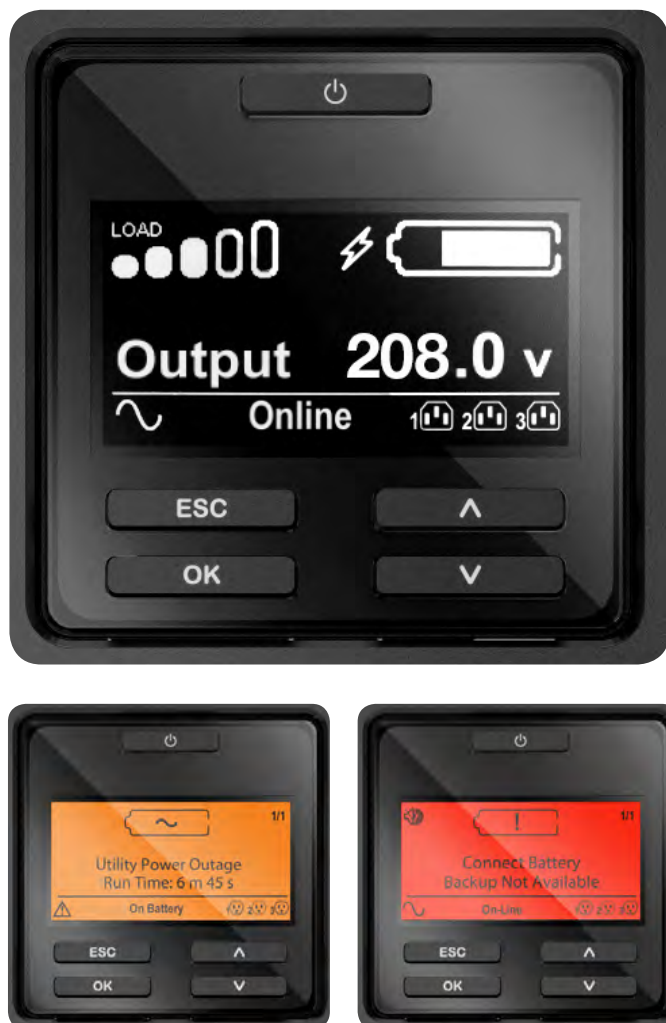 LOAD
Output 208.0 v
Online 1 2 3
ESC
OK
1/1
Utility Power Outage
Run Time: 6 m 45 s
On Battery 1 2 3
ESC
OK
1/1
Connect Battery
Backup Not Available
On-Line 1 2 3
ESC
OK